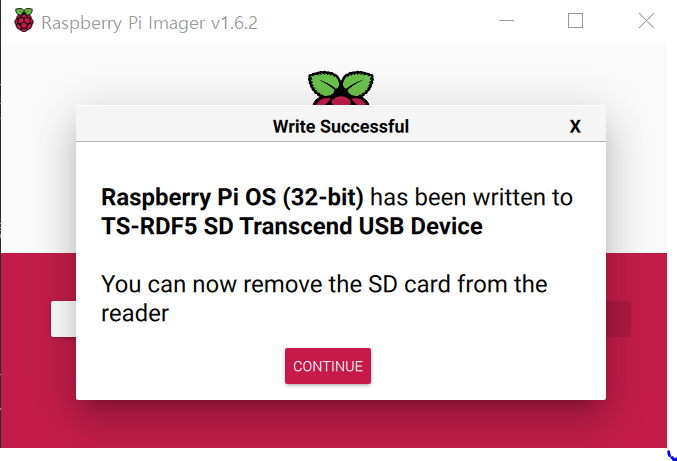 Raspberry Pi Imager v1.6.2
Write Successful
X
Raspberry Pi OS (32-bit) has been written to
TS-RDF5 SD Transcend USB Device
You can now remove the SD card from the
reader
CONTINUE